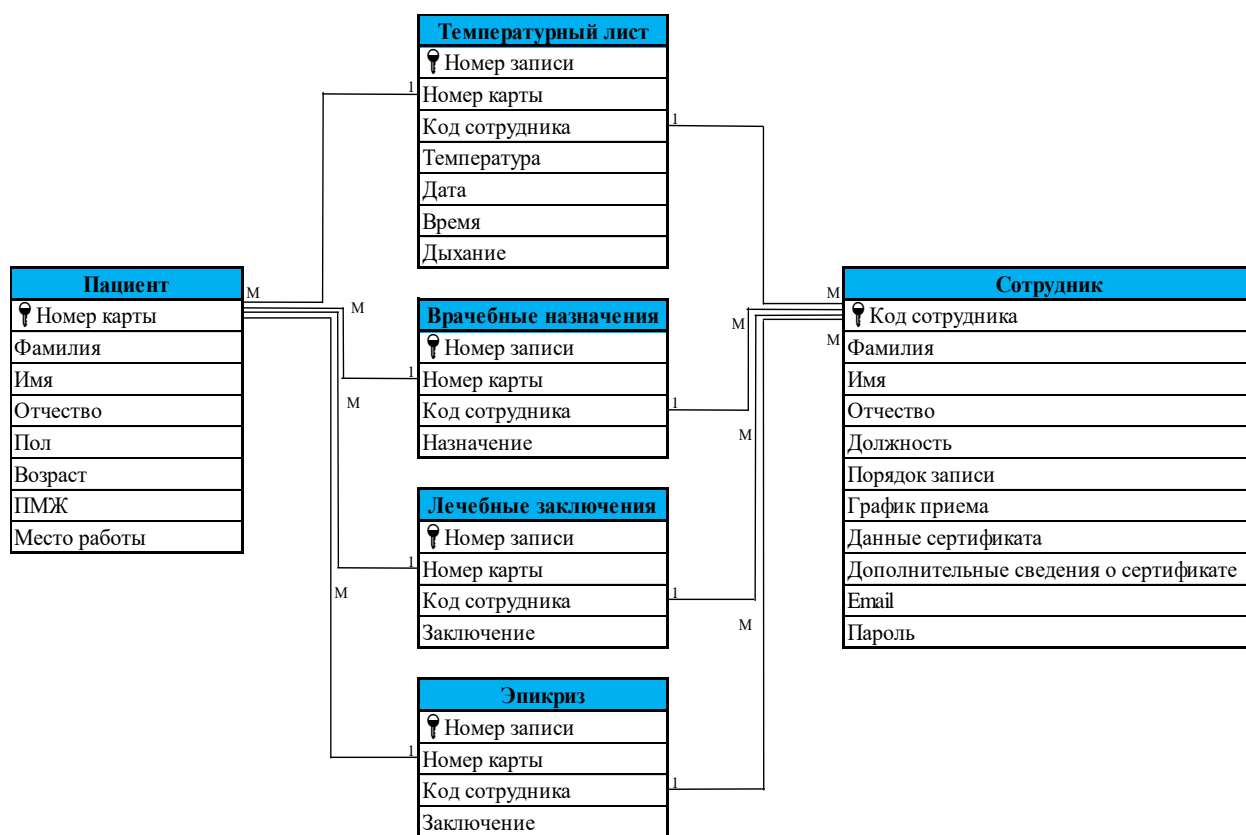 Температурный лист
Номер записи
Номер карты
Код сотрудника
Температура
Дата
Время
Дыхание
1
1
Пациент
Номер карты
Фамилия
Имя
Отчество
Пол
Возраст
ПМЖ
Место работы
М
М
М
М
Врачебные назначения
Номер записи
Номер карты
Код сотрудника
Назначение
1
1
Лечебные заключения
Номер записи
Номер карты
Код сотрудника
Заключение
1
1
Эпикриз
Номер записи
Номер карты
Код сотрудника
Заключение
1
1
М
М
М
М
М
Сотрудник
Код сотрудника
Фамилия
Имя
Отчество
Должность
Порядок записи
График приема
Данные сертификата
Дополнительные сведения о сертификате
Email
Пароль